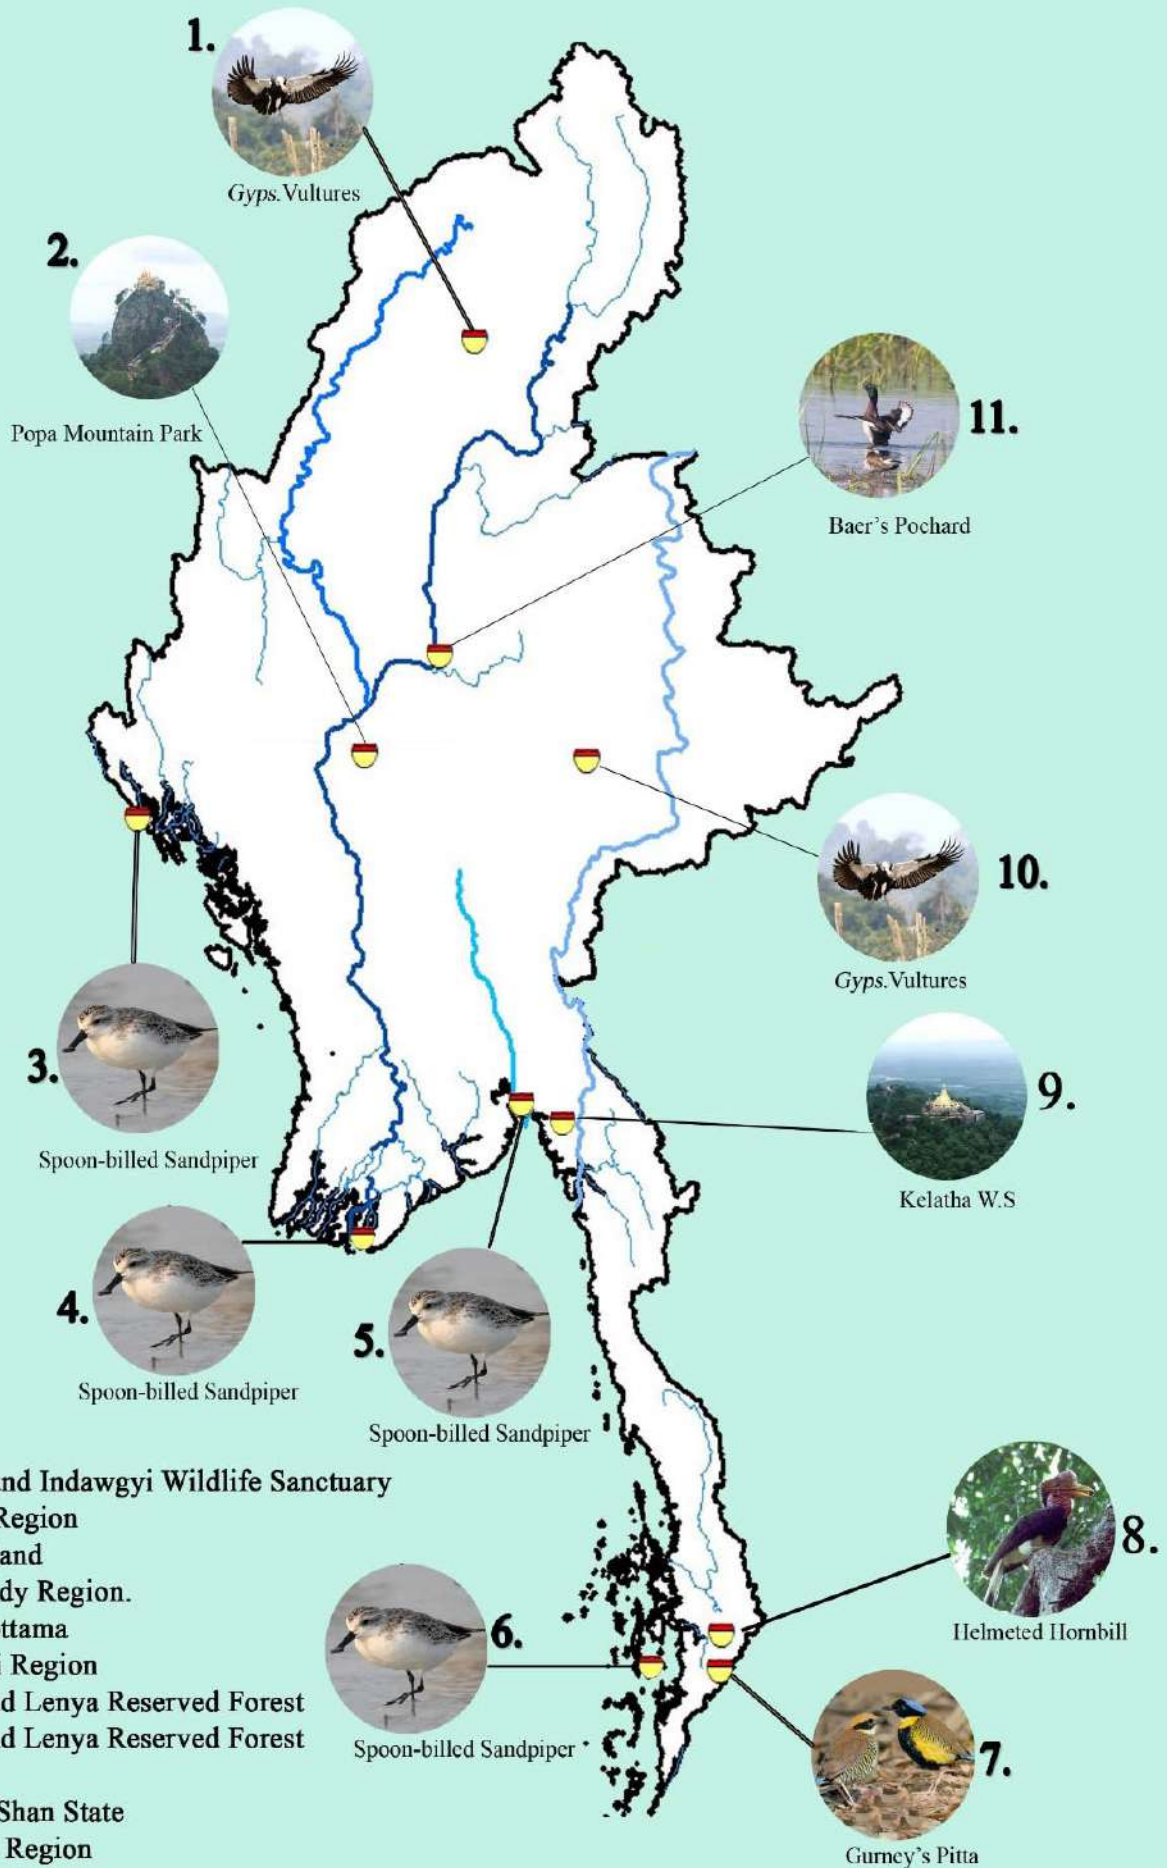 1.
Gyps.Vultures
2.
Popa Mountain Park
11.
Baer's Pochard
10.
Gyps.Vultures
3.
Spoon-billed Sandpiper
9.
Kelatha W.S
4.
Spoon-billed Sandpiper
5.
Spoon-billed Sandpiper
8.
Helmeted Hornbill
6.
Spoon-billed Sandpiper
7.
Gurney's Pitta
and Indawgyi Wildlife Sanctuary
Region
and
dy Region.
ttama
i Region
d Lenya Reserved Forest
d Lenya Reserved Forest
Shan State
Region